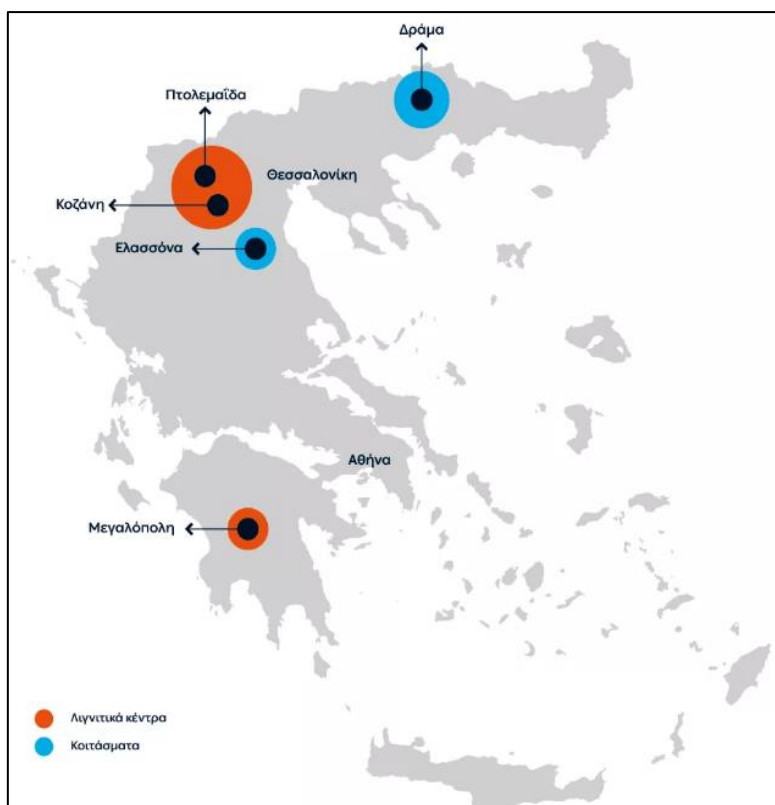 Δράμα
Πτολεμαΐδα
Θεσσαλονίκη
Κοζάνη
Ελασσόνα
Αθήνα
Μεγαλόπολη
Λιγνιτικά κέντρα
Κοιτάσματα